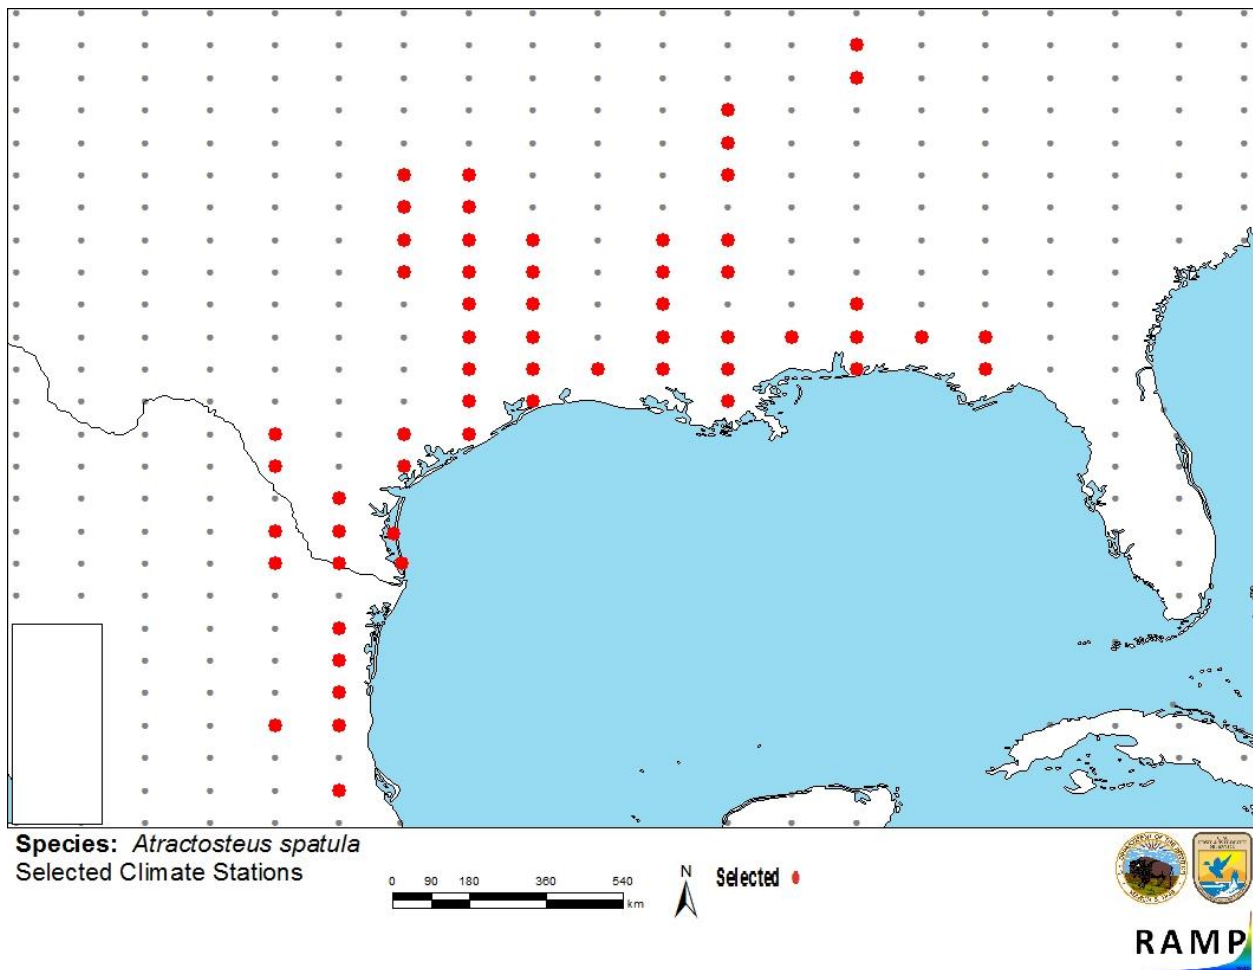 Species: Atractosteus spatula
Selected Climate Stations
0 90 180 360 540
km
N
Selected
RAMP